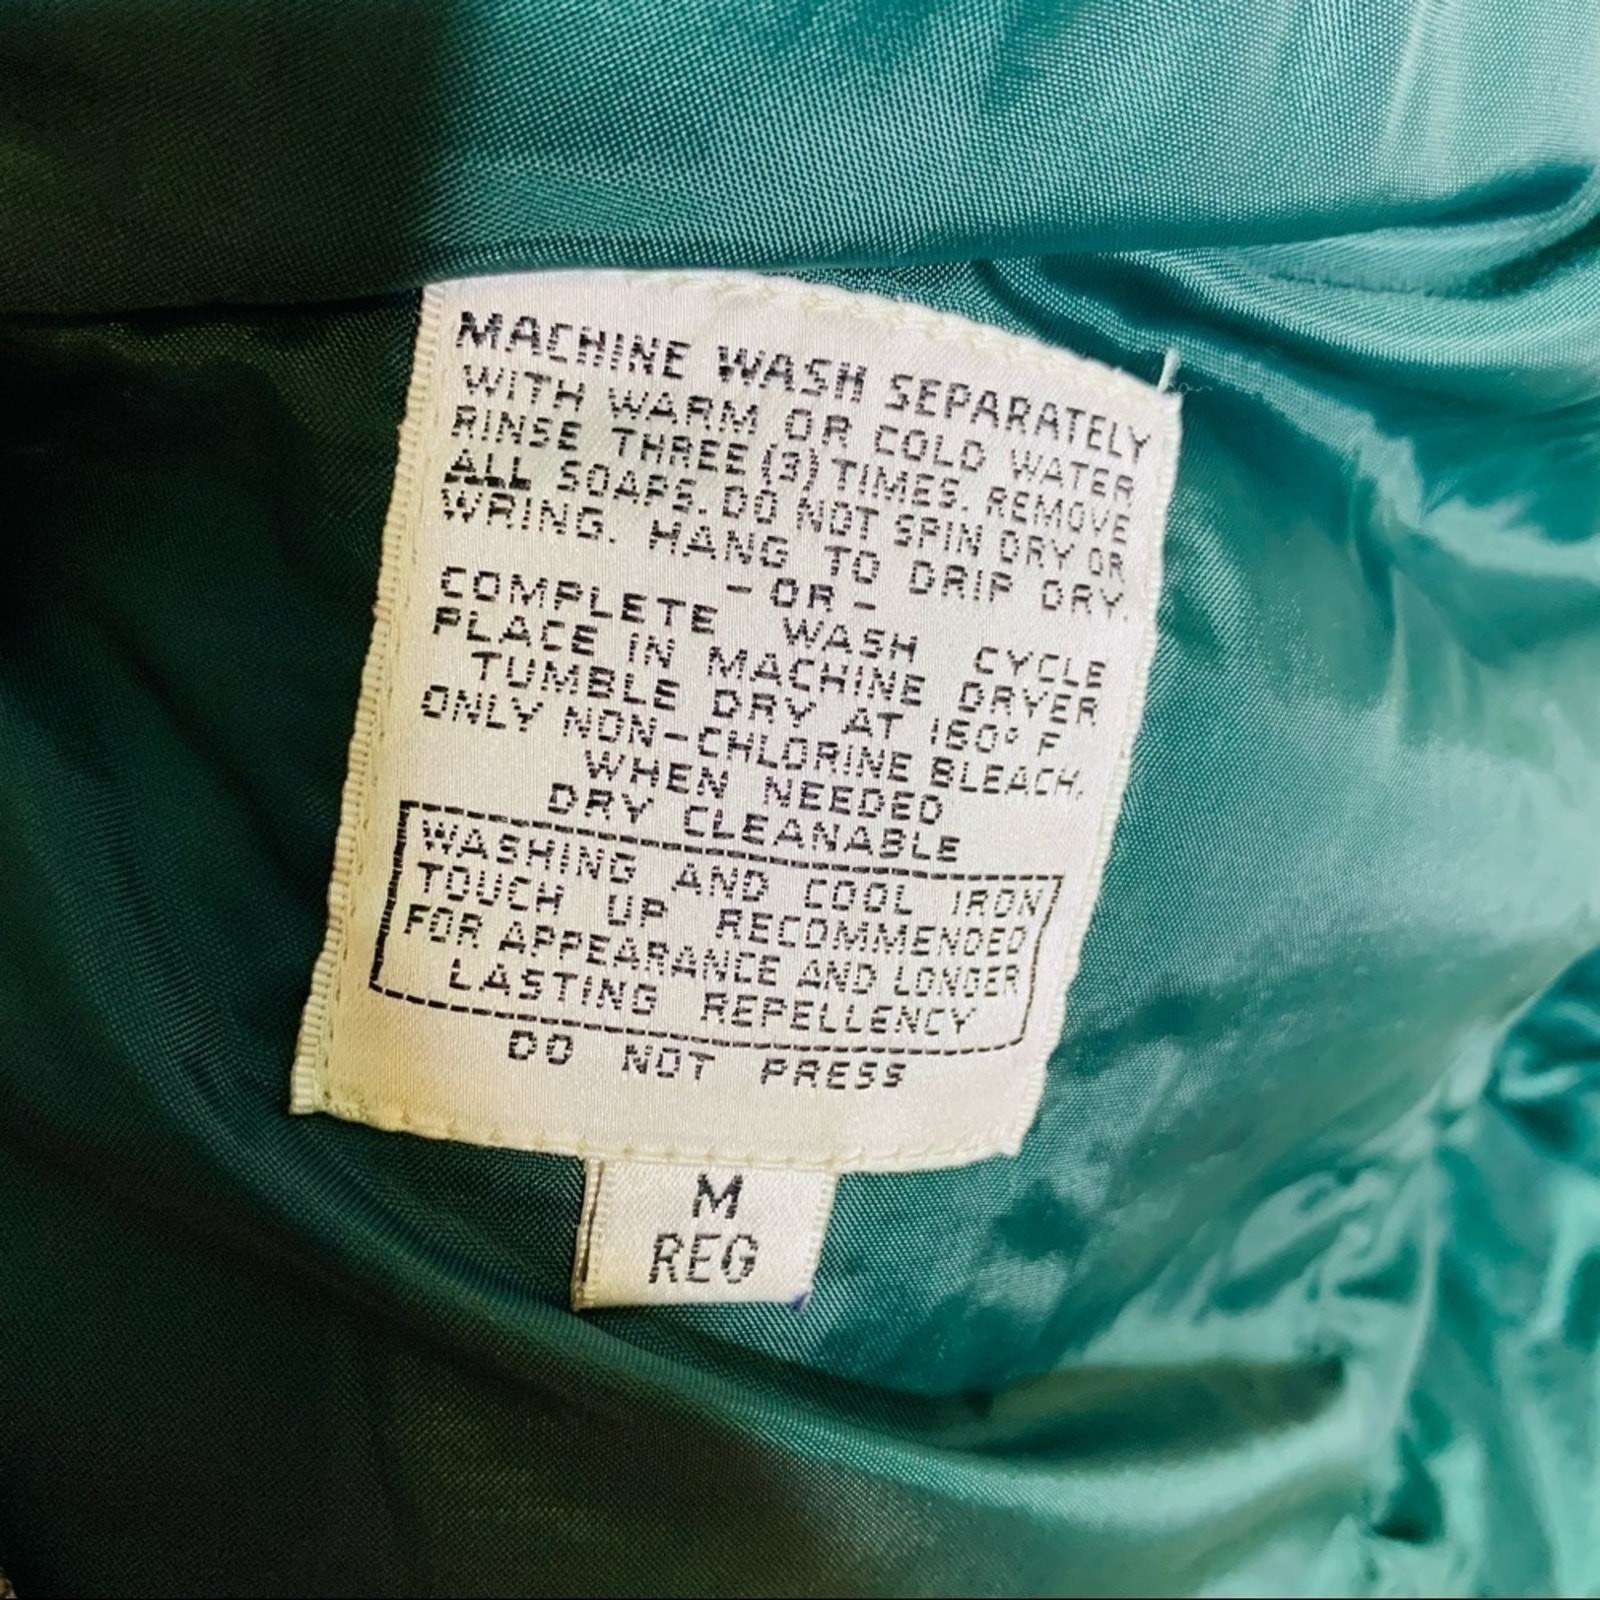 MACHINE WASH SEPARATELY
WITH WARM OR COLD WATER
RINSE THREE (3) TIMES. REMOVE
ALL SOAPS. DO NOT SPIN DRY OR
WRING. HANG TO DRIP DRY.
- OR -
COMPLETE WASH CYCLE
PLACE IN MACHINE DRYER
TUMBLE DRY AT 160° F
ONLY NON-CHLORINE BLEACH,
WHEN NEEDED
DRY CLEANABLE
WASHING AND COOL IRON
TOUCH UP RECOMMENDED
FOR APPEARANCE AND LONGER
LASTING REPELLENCY
DO NOT PRESS
M
REG